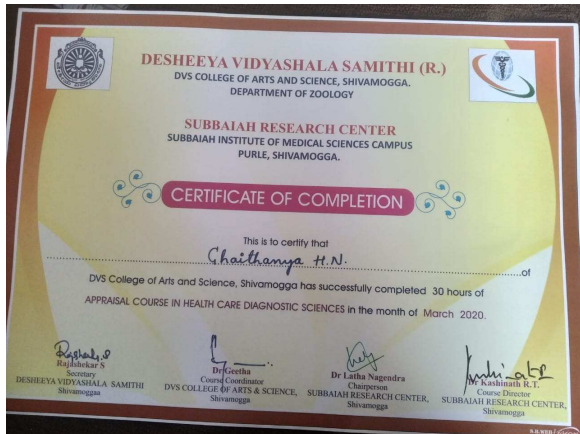 DESHEEYA VIDYASHALA SAMITHI (R.)
DVS COLLEGE OF ARTS AND SCIENCE, SHIVAMOGGA.
DEPARTMENT OF ZOOLOGY
SUBBAIAH RESEARCH CENTER
SUBBAIAH INSTITUTE OF MEDICAL SCIENCES CAMPUS
PURLE, SHIVAMOGGA.
CERTIFICATE OF COMPLETION
This is to certify that
Chaithanya H.N. of
DVS College of Arts and Science, Shivamogga has successfully completed 30 hours of
APPRAISAL COURSE IN HEALTH CARE DIAGNOSTIC SCIENCES in the month of March 2020.
Rajashekar S
Secretary
DESHEEYA VIDYASHALA SAMITHI
Shivamoggaa
Dr Geetha
Course Coordinator
DVS COLLEGE OF ARTS & SCIENCE,
Shivamogga
Dr Latha Nagendra
Chairperson
SUBBAIAH RESEARCH CENTER,
Shivamogga
Dr Kashinath R.T.
Course Director
SUBBAIAH RESEARCH CENTER,
Shivamogga